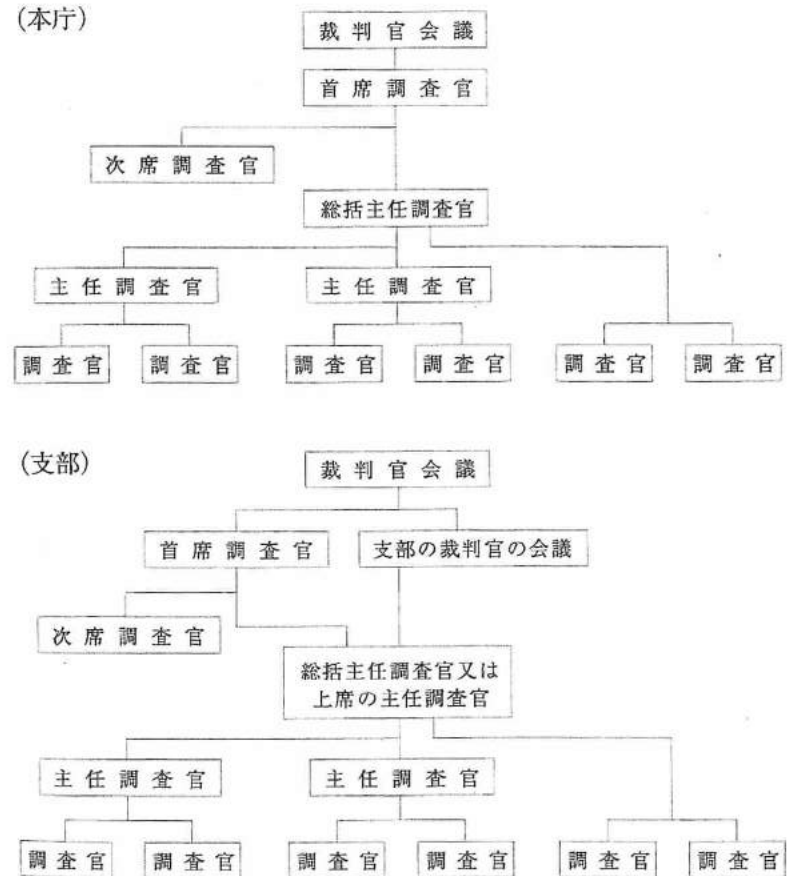 (本庁)
裁判官会議
首席調査官
次席調査官
総括主任調査官
主任調査官
主任調査官
調査官
調査官
調査官
調査官
調査官
調査官
(支部)
裁判官会議
首席調査官
支部の裁判官の会議
次席調査官
総括主任調査官又は
上席の主任調査官
主任調査官
主任調査官
調査官
調査官
調査官
調査官
調査官
調査官